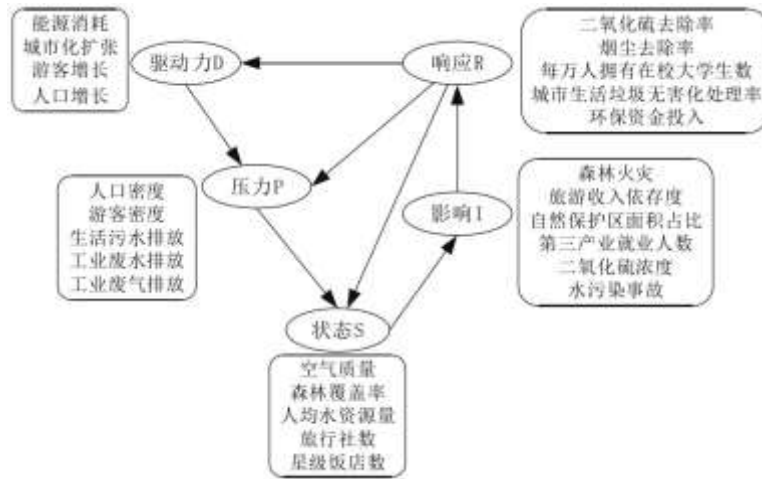 能源消耗
城市化扩张
游客增长
人口增长
驱动力D
响应R
二氧化硫去除率
烟尘去除率
每万人拥有在校大学生数
城市生活垃圾无害化处理率
环保资金投入
人口密度
游客密度
生活污水排放
工业废水排放
工业废气排放
压力P
影响I
森林火灾
旅游收入依存度
自然保护区面积占比
第三产业就业人数
二氧化硫浓度
水污染事故
状态S
空气质量
森林覆盖率
人均水资源量
旅行社数
星级饭店数